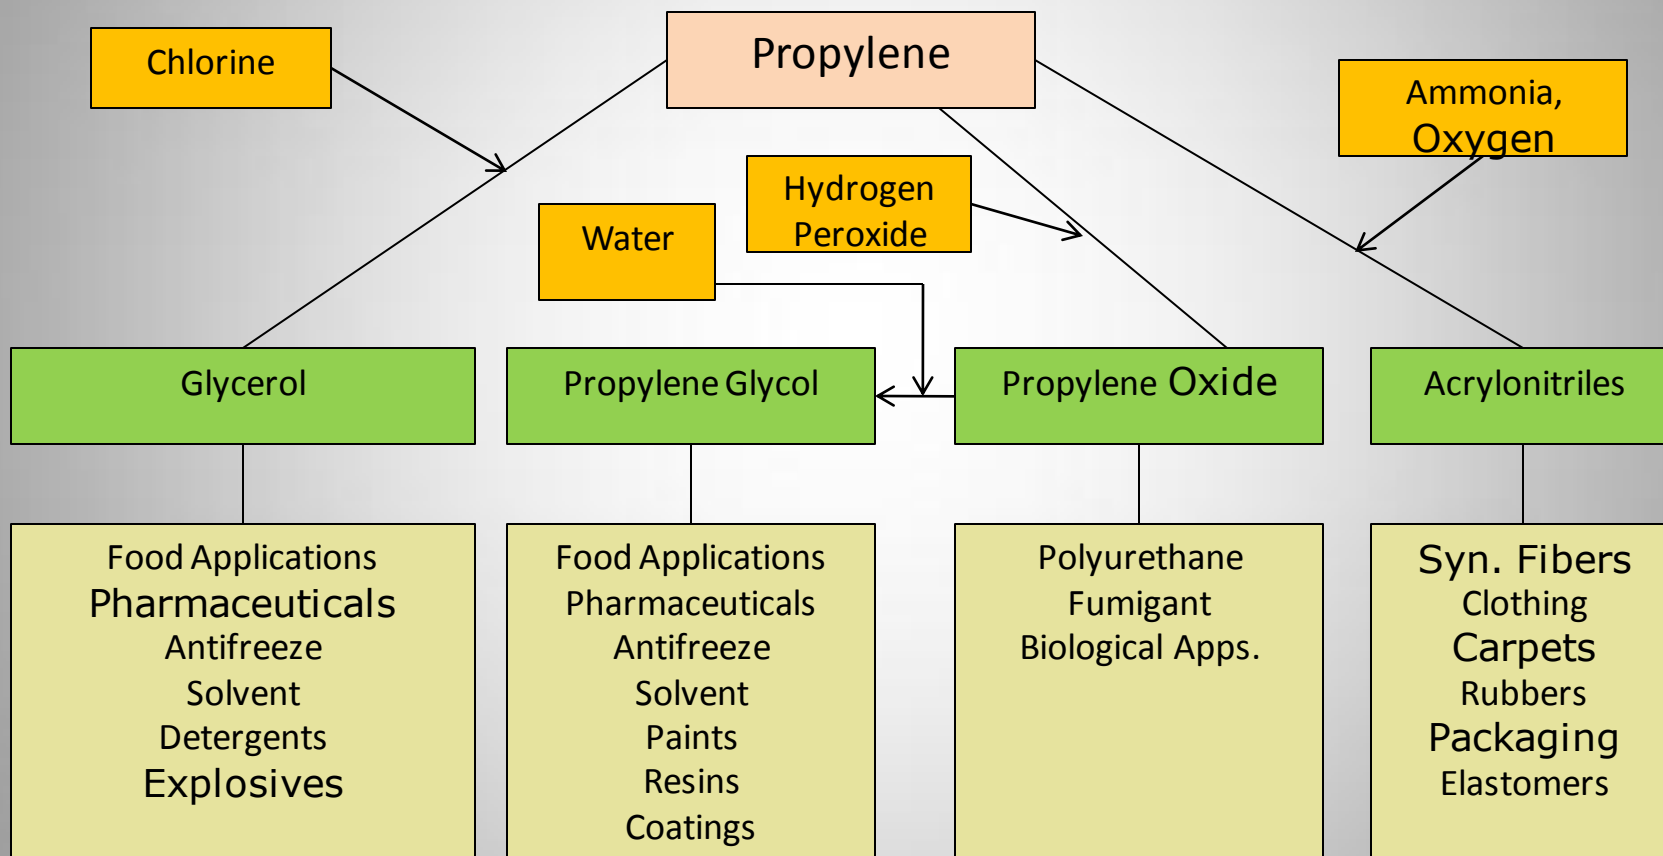 Propylene
Chlorine
Ammonia,
Oxygen
Hydrogen
Peroxide
Water
Glycerol
Propylene Glycol
Propylene Oxide
Acrylonitriles
Food Applications
Pharmaceuticals
Antifreeze
Solvent
Detergents
Explosives
Food Applications
Pharmaceuticals
Antifreeze
Solvent
Paints
Resins
Coatings
Polyurethane
Fumigant
Biological Apps.
Syn. Fibers
Clothing
Carpets
Rubbers
Packaging
Elastomers